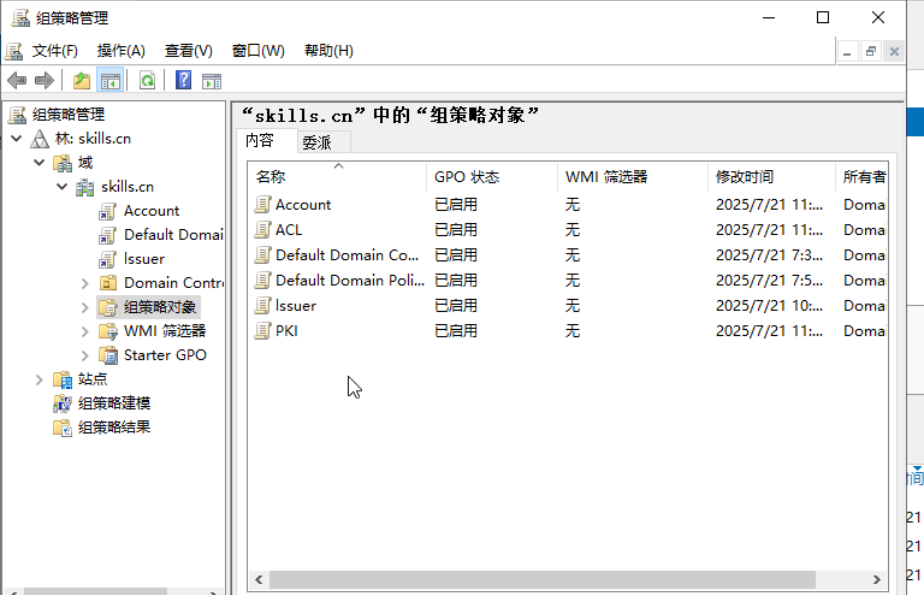 组策略管理
文件(F) 操作(A) 查看(V) 窗口(W) 帮助(H)
组策略管理
林: skills.cn
域
skills.cn
Account
Default Domai
Issuer
Domain Contr
组策略对象
WMI 筛选器
Starter GPO
站点
组策略建模
组策略结果
“skills.cn”中的“组策略对象”
内容 委派
名称 GPO 状态 WMI 筛选器 修改时间 所有者
Account 已启用 无 2025/7/21 11:... Doma
ACL 已启用 无 2025/7/21 11:... Doma
Default Domain Co... 已启用 无 2025/7/21 7:3... Doma
Default Domain Poli... 已启用 无 2025/7/21 7:5... Doma
Issuer 已启用 无 2025/7/21 10:... Doma
PKI 已启用 无 2025/7/21 11:... Doma
间
21
21
21